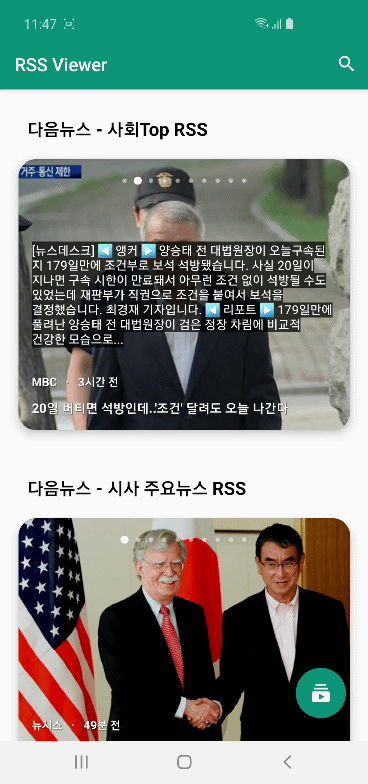 11:47
RSS Viewer
다음뉴스 - 사회Top RSS
거주·통신 제한
[뉴스데스크] ◀ 앵커 ▶ 양승태 전 대법원장이 오늘구속된
지 179일만에 조건부로 보석 석방됐습니다. 사실 20일이
지나면 구속 시한이 만료돼서 아무런 조건 없이 석방될 수도
있었는데 재판부가 직권으로 조건을 붙여서 보석을
결정했습니다. 최경재 기자입니다. ◀ 리포트 ▶ 179일만에
풀려난 양승태 전 대법원장이 검은 정장 차림에 비교적
건강한 모습으로...
MBC · 3시간 전
20일 버티면 석방인데..'조건' 달려도 오늘 나간다
다음뉴스 - 시사 주요뉴스 RSS
뉴시스 · 49분 전